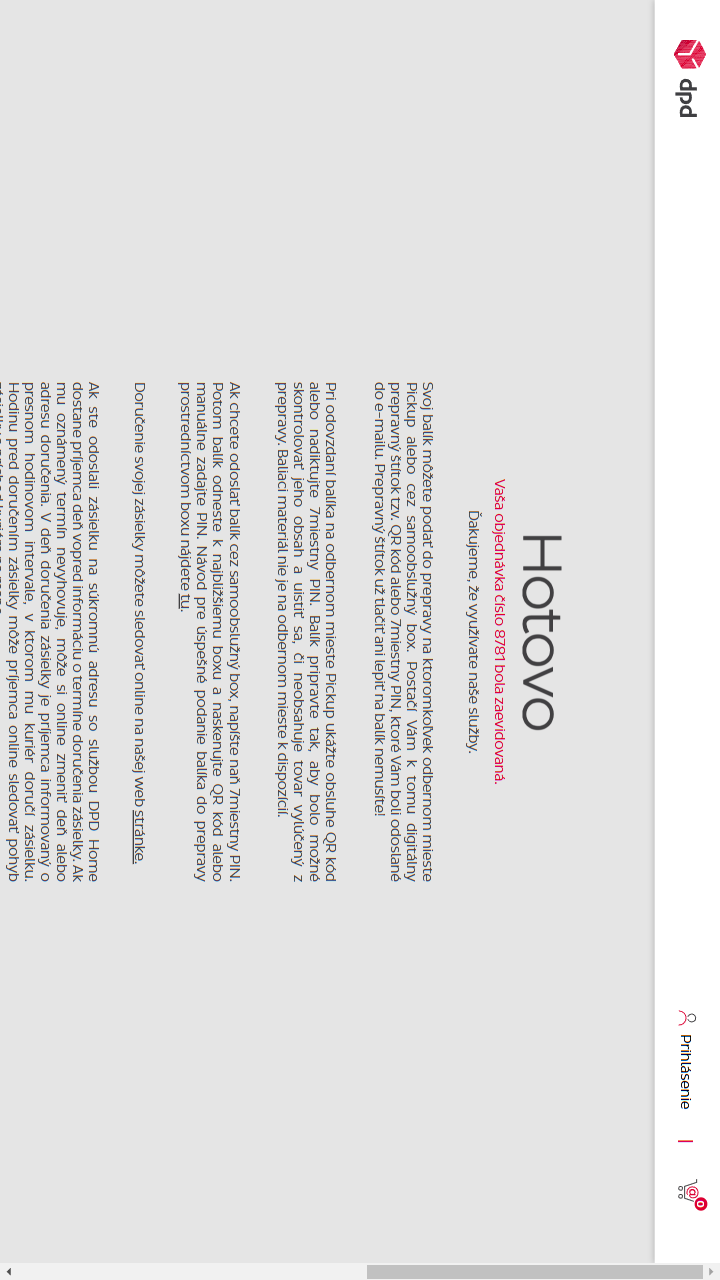 dpd
Prihlásenie
|
@
0
Hotovo
Vaša objednávka číslo 8781 bola zaevidovaná.
Ďakujeme, že využívate naše služby.
Svoj balík môžete podať do prepravy na ktoromkoľvek odbernom mieste
Pickup alebo cez samoobslužný box. Postačí Vám k tomu digitálny
prepravný štítok tzv. QR kód alebo 7miestny PIN, ktoré Vám boli odoslané
do e-mailu. Prepravný štítok už tlačiť ani lepiť na balík nemusíte!
Pri odovzdaní balíka na odbernom mieste Pickup ukážte obsluhe QR kód
alebo nadiktujte 7miestny PIN. Balík pripravte tak, aby bolo možné
skontrolovať jeho obsah a uistiť sa, či neobsahuje tovar vylúčený z
prepravy. Baliaci materiál nie je na odbernom mieste k dispozícií.
Ak chcete odoslať balík cez samoobslužný box, napíšte naň 7miestny PIN.
Potom balík odneste k najbližšiemu boxu a naskenujte QR kód alebo
manuálne zadajte PIN. Návod pre úspešné podanie balíka do prepravy
prostredníctvom boxu nájdete tu.
Doručenie svojej zásielky môžete sledovať online na našej web stránke.
Ak ste odoslali zásielku na súkromnú adresu so službou DPD Home
dostane príjemca deň vopred informáciu o termíne doručenia zásielky. Ak
mu oznámený termín nevyhovuje, môže si online zmeniť deň alebo
adresu doručenia. V deň doručenia zásielky je príjemca informovaný o
presnom hodinovom intervale, v ktorom mu kuriér doručí zásielku.
Hodinu pred doručením zásielky môže príjemca online sledovať pohyb